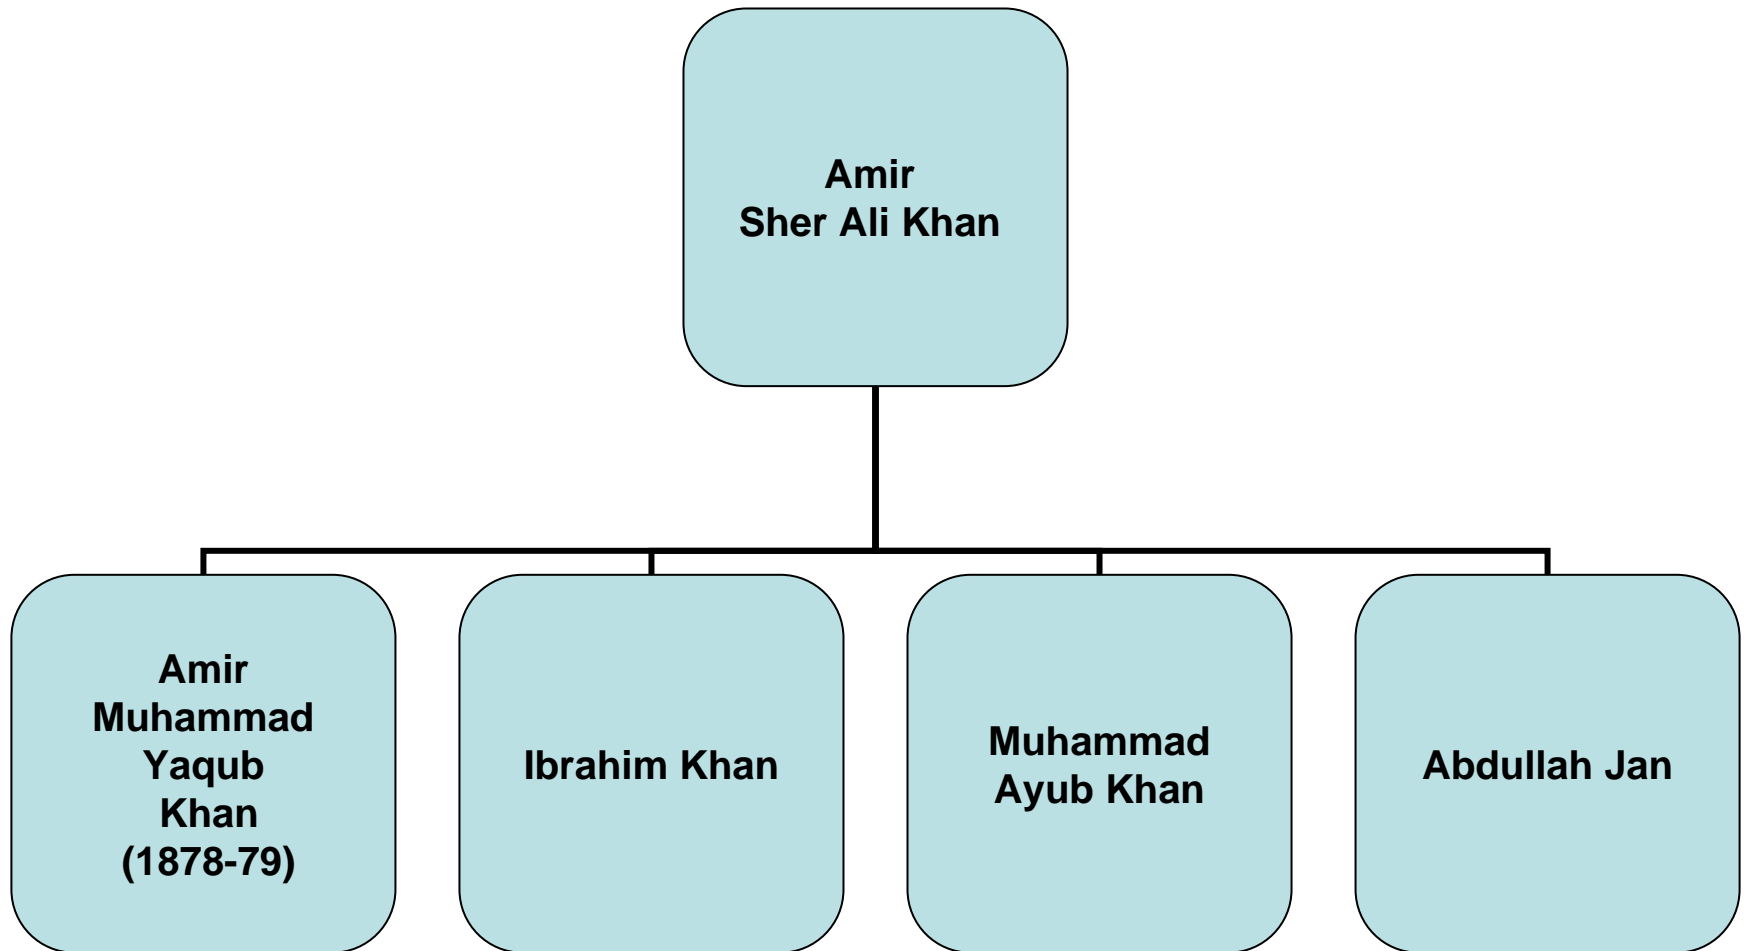 Amir
Sher Ali Khan
Amir
Muhammad
Yaqub
Khan
(1878-79)
Ibrahim Khan
Muhammad
Ayub Khan
Abdullah Jan